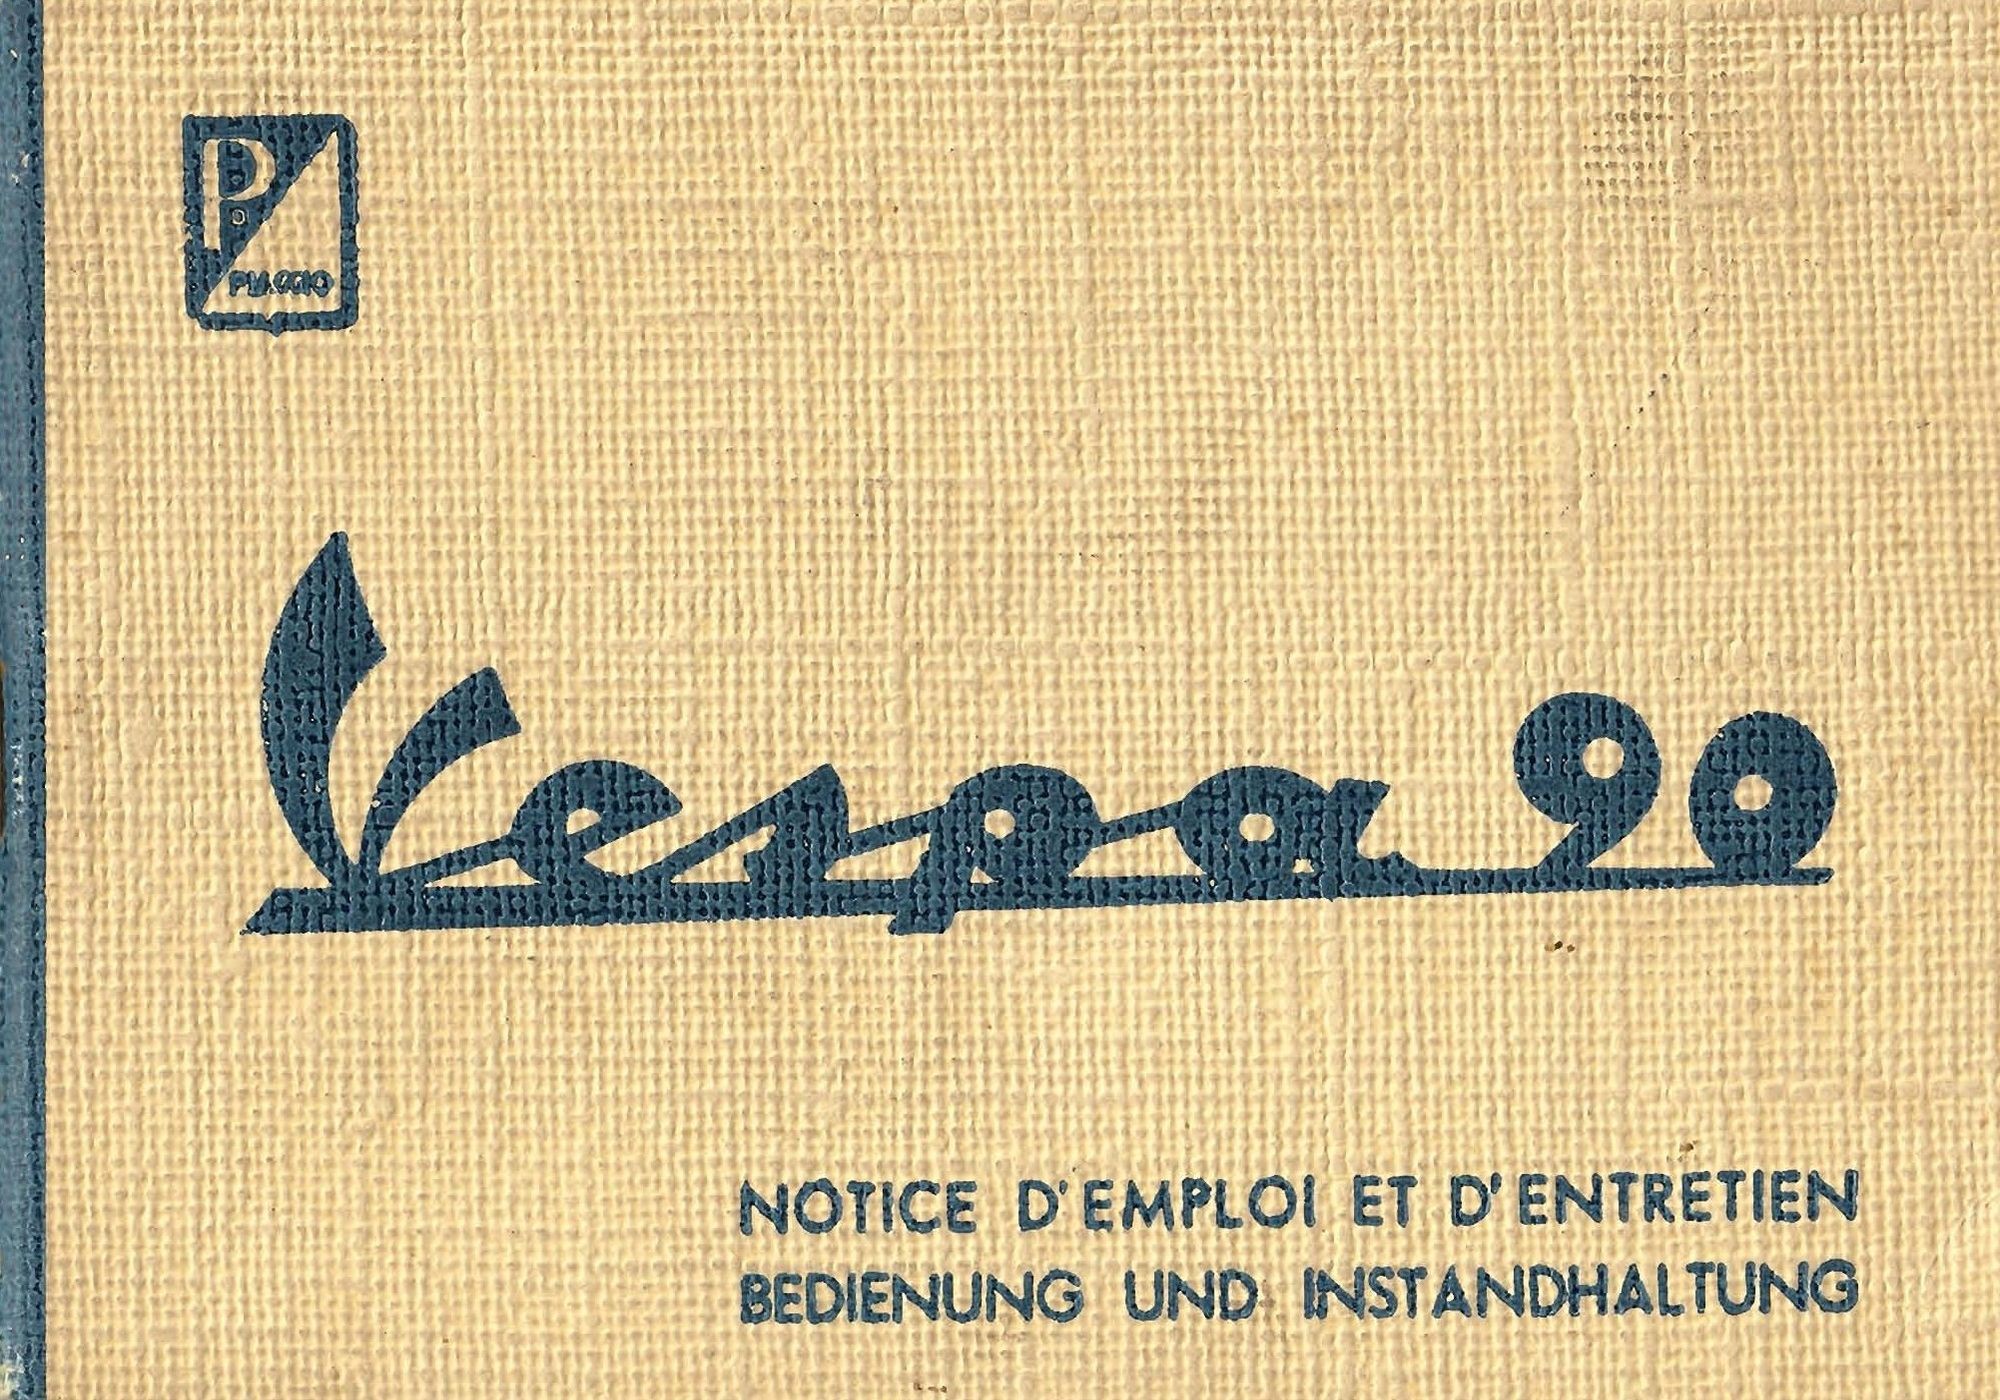 P
PIAGGIO
Vespa 90
NOTICE D'EMPLOI ET D'ENTRETIEN
BEDIENUNG UND INSTANDHALTUNG